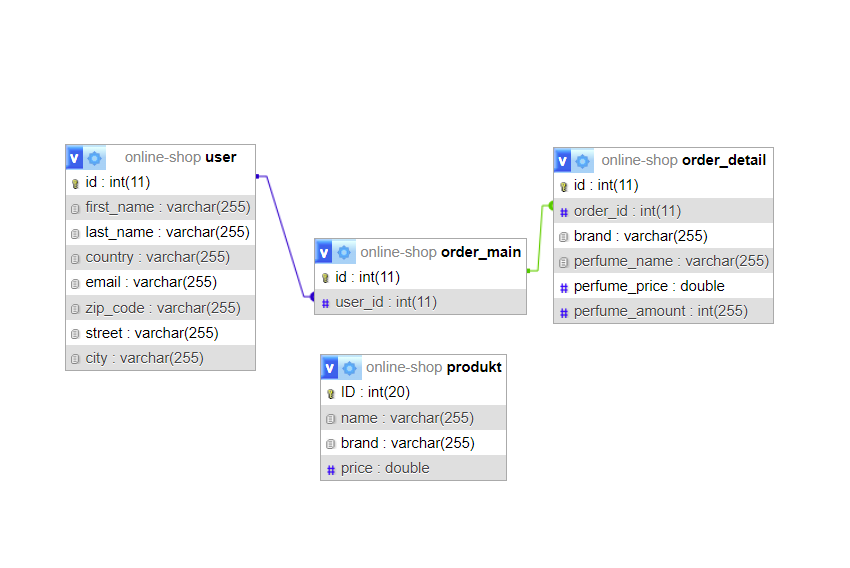 v online-shop user
id : int(11)
first_name : varchar(255)
last_name : varchar(255)
country : varchar(255)
email : varchar(255)
zip_code : varchar(255)
street : varchar(255)
city : varchar(255)
v online-shop order_main
id : int(11)
# user_id : int(11)
v online-shop order_detail
id : int(11)
# order_id : int(11)
brand : varchar(255)
perfume_name : varchar(255)
# perfume_price : double
# perfume_amount : int(255)
v online-shop produkt
ID : int(20)
name : varchar(255)
brand : varchar(255)
# price : double